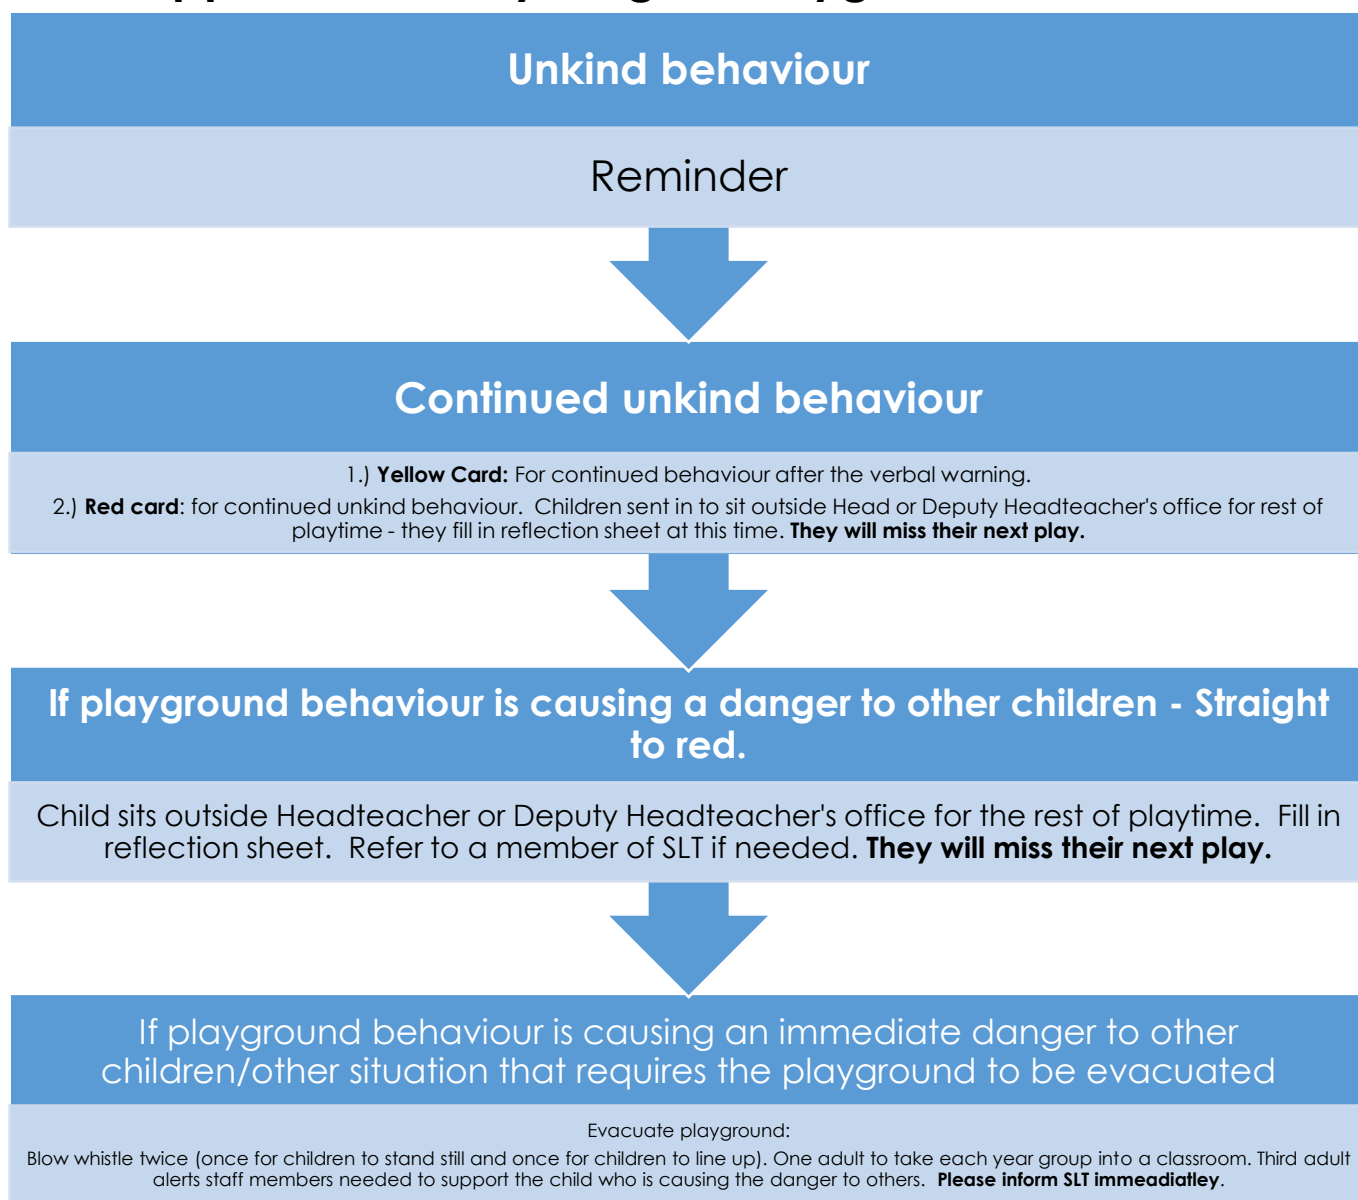 Unkind behaviour
Reminder
Continued unkind behaviour
1.) Yellow Card: For continued behaviour after the verbal warning.
2.) Red card: for continued unkind behaviour.  Children sent in to sit outside Head or Deputy Headteacher's office for rest of
playtime - they fill in reflection sheet at this time. They will miss their next play.
If playground behaviour is causing a danger to other children - Straight
to red.
Child sits outside Headteacher or Deputy Headteacher's office for the rest of playtime.  Fill in
reflection sheet.  Refer to a member of SLT if needed. They will miss their next play.
If playground behaviour is causing an immediate danger to other
children/other situation that requires the playground to be evacuated
Evacuate playground:
Blow whistle twice (once for children to stand still and once for children to line up). One adult to take each year group into a classroom. Third adult
alerts staff members needed to support the child who is causing the danger to others.  Please inform SLT immeadiatley.